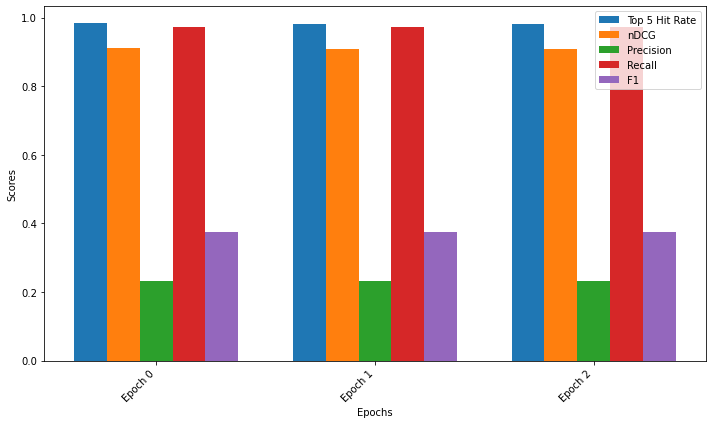 Top 5 Hit Rate
nDCG
Precision
Recall
F1
1.0
0.8
0.6
0.4
0.2
0.0
Scores
Epoch 0
Epoch 1
Epoch 2
Epochs